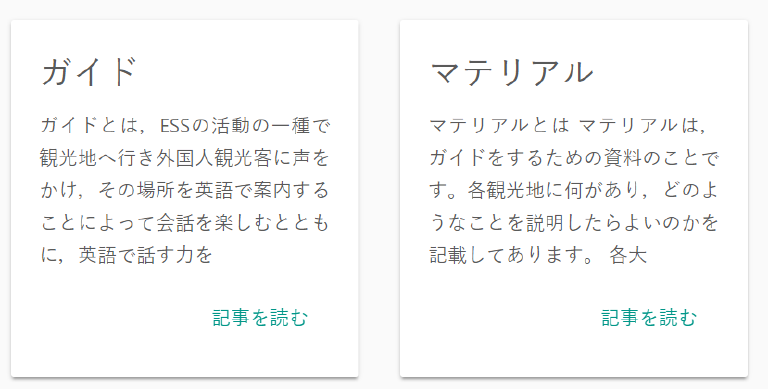 ガイド
ガイドとは，ESSの活動の一種で
観光地へ行き外国人観光客に声を
かけ，その場所を英語で案内する
ことによって会話を楽しむととも
に，英語で話す力を
記事を読む
マテリアル
マテリアルとは マテリアルは，
ガイドをするための資料のことで
す。各観光地に何があり，どのよ
うなことを説明したらよいのかを
記載してあります。 各大
記事を読む